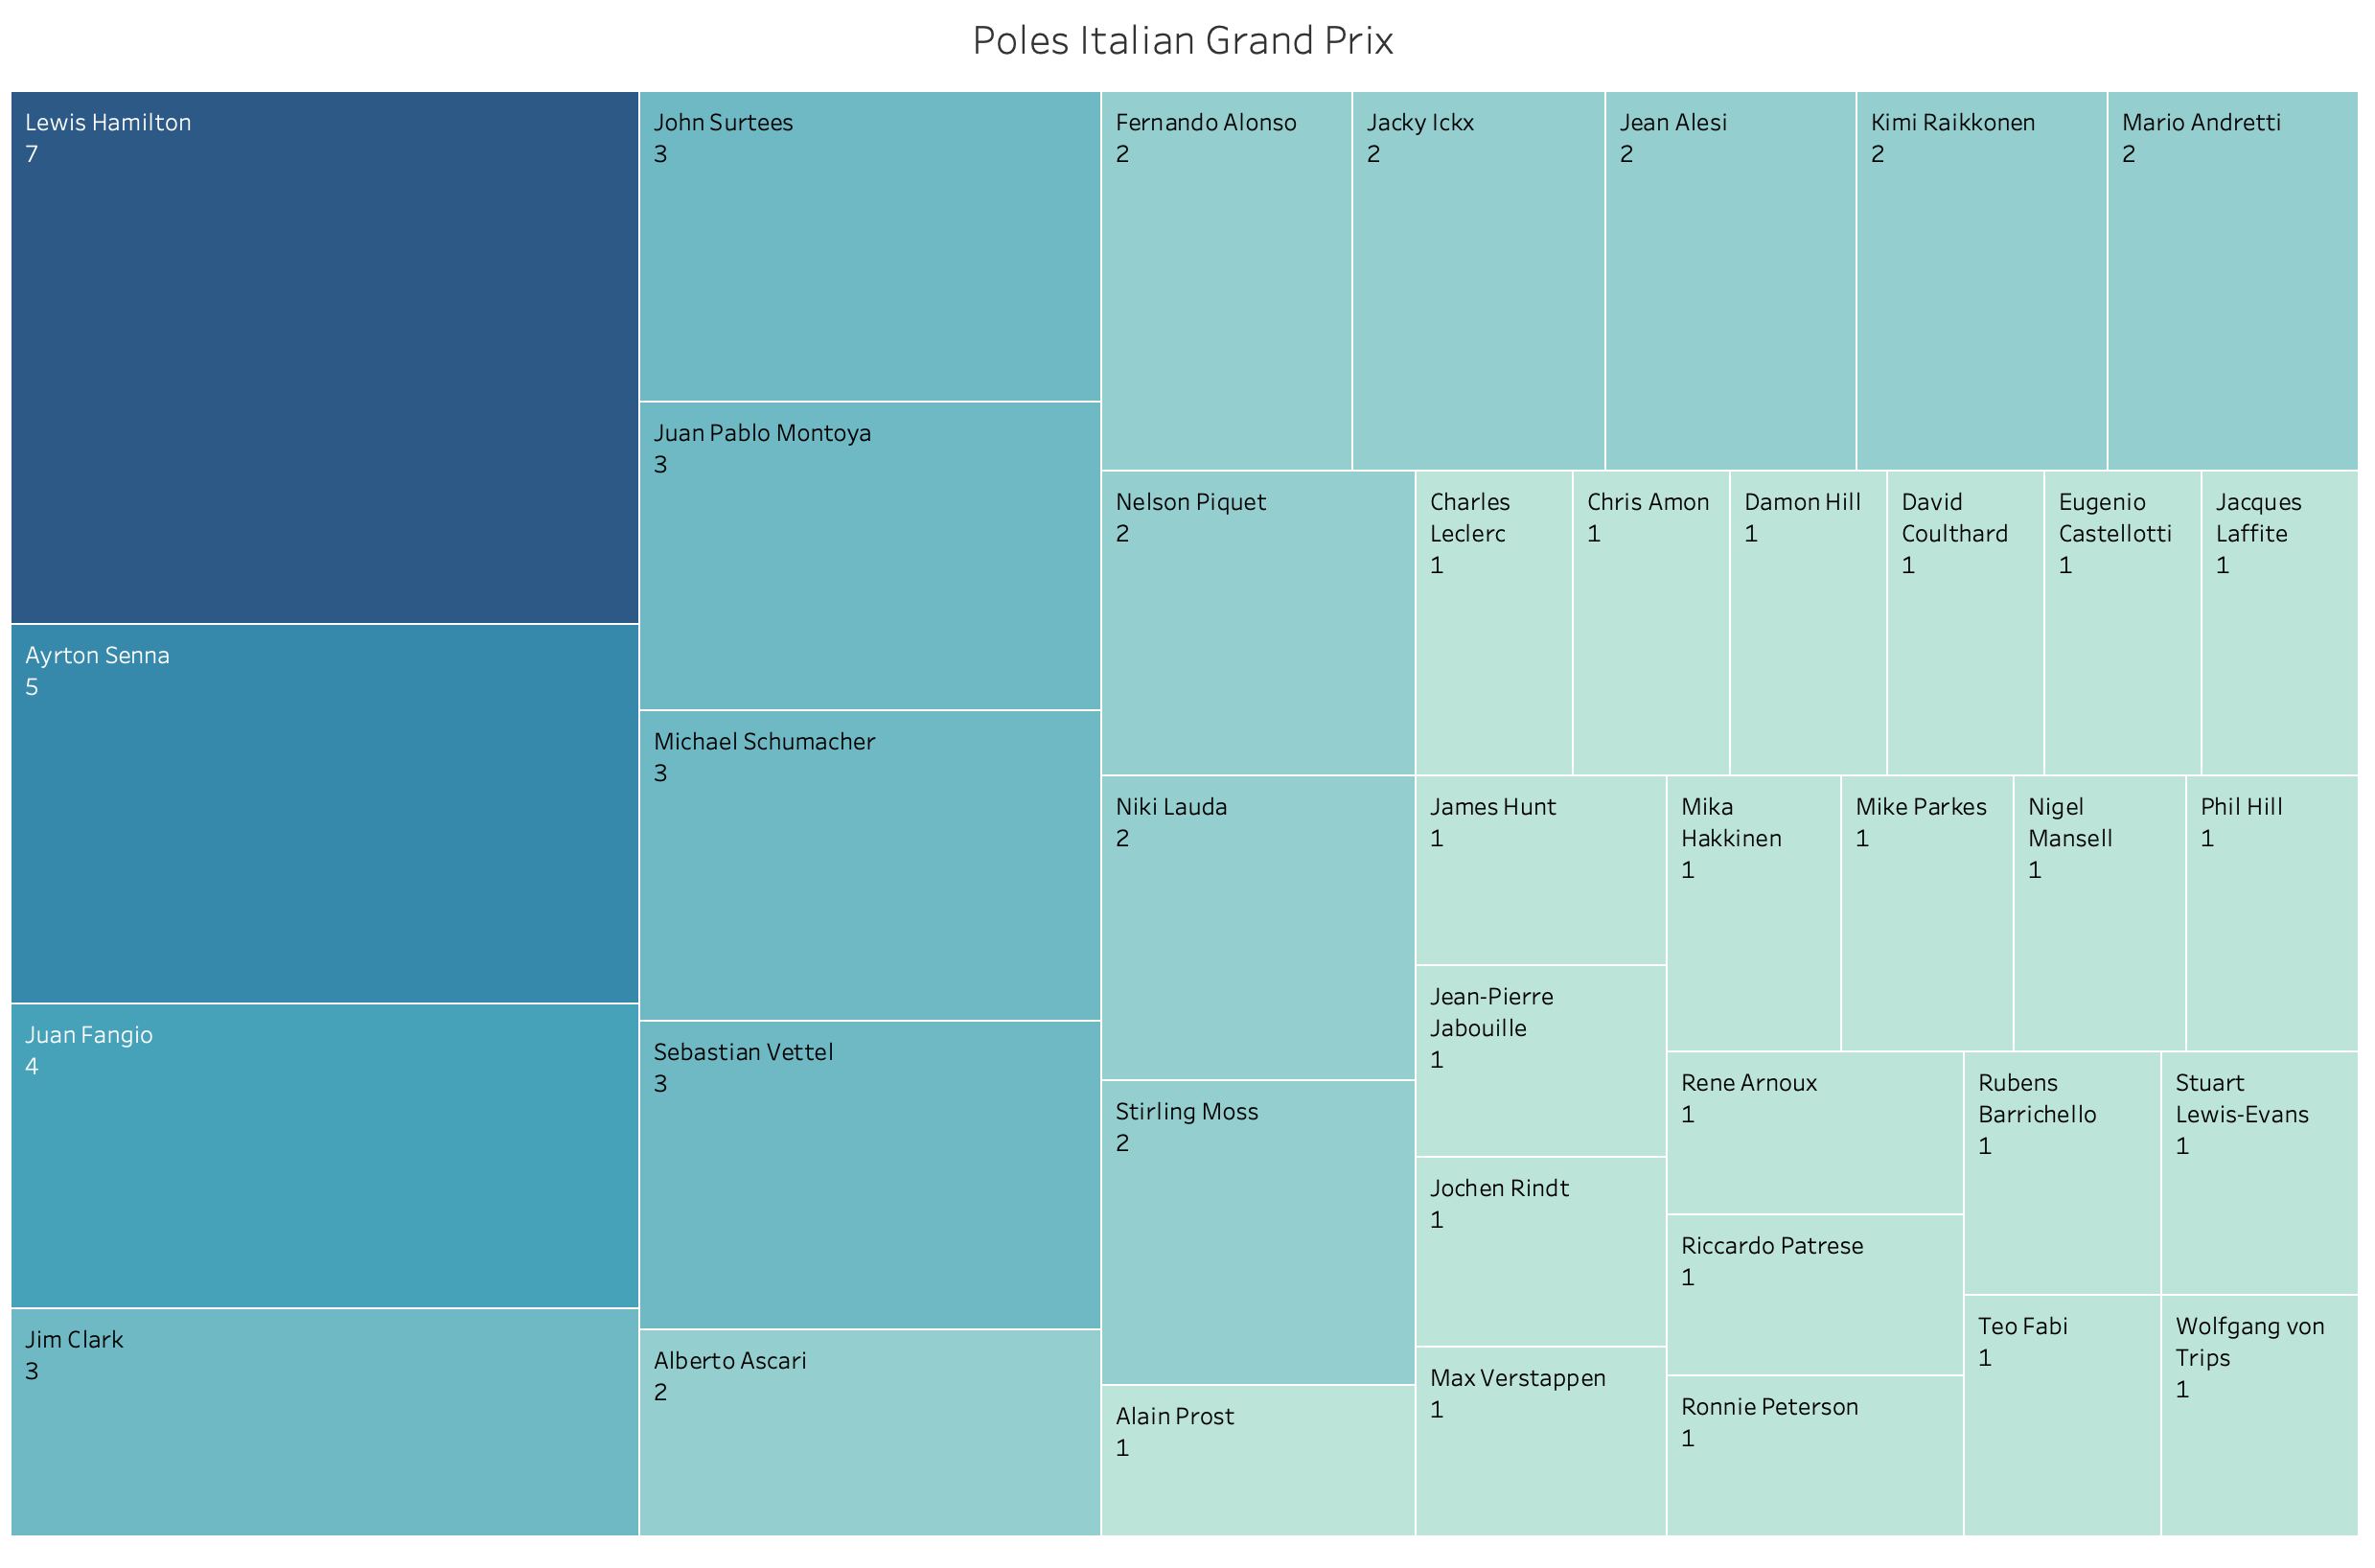 Poles Italian Grand Prix
Lewis Hamilton
7
Ayrton Senna
5
Juan Fangio
4
Jim Clark
3
John Surtees
3
Juan Pablo Montoya
3
Michael Schumacher
3
Sebastian Vettel
3
Alberto Ascari
2
Fernando Alonso
2
Jacky Ickx
2
Jean Alesi
2
Kimi Raikkonen
2
Mario Andretti
2
Nelson Piquet
2
Niki Lauda
2
Stirling Moss
2
Alain Prost
1
Charles
Leclerc
1
Chris Amon
1
Damon Hill
1
David
Coulthard
1
Eugenio
Castellotti
1
Jacques
Laffite
1
James Hunt
1
Jean-Pierre
Jabouille
1
Jochen Rindt
1
Max Verstappen
1
Mika
Hakkinen
1
Mike Parkes
1
Nigel
Mansell
1
Phil Hill
1
Rene Arnoux
1
Riccardo Patrese
1
Ronnie Peterson
1
Rubens
Barrichello
1
Stuart
Lewis-Evans
1
Teo Fabi
1
Wolfgang von
Trips
1